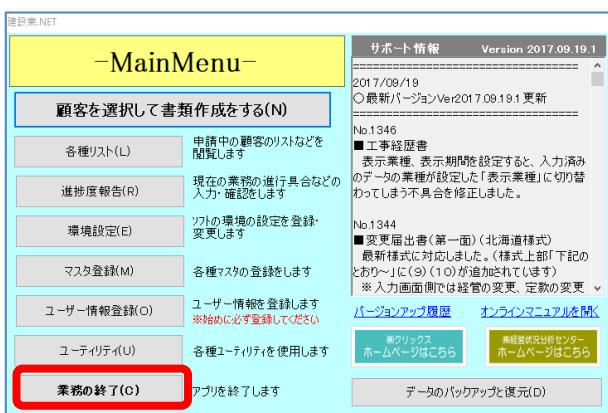 建設業.NET
-MainMenu-
顧客を選択して書類作成をする(N)
各種リスト(L)
申請中の顧客のリストなどを
閲覧します
進捗度報告(R)
現在の業務の進行具合などの
入力・確認をします
環境設定(E)
ソフトの環境の設定を登録・
変更します
マスタ登録(M)
各種マスタの登録をします
ユーザー情報登録(O)
ユーザー情報を登録します
※始めに必ず登録してください
ユーティリティ(U)
各種ユーティリティを使用します
業務の終了(C)
アプリを終了します
サポート情報 Version 2017.09.19.1
==================================
2017/09/19
○最新バージョンVer2017.09.19.1 更新
==================================
No.1346
■工事経歴書
表示業種、表示期間を設定すると、入力済み
のデータの業種が設定した「表示業種」に切り替
わってしまう不具合を修正しました。
No.1344
■変更届出書(第一面)(北海道様式)
最新様式に対応しました。(様式上部「下記の
とおり~」に(9)(10)が追加されています)
※入力画面側では経管の変更、定款の変更
バージョンアップ履歴 オンラインマニュアルを開く
㈱クリックス
ホームページはこちら
㈱経営状況分析センター
ホームページはこちら
データのバックアップと復元(D)